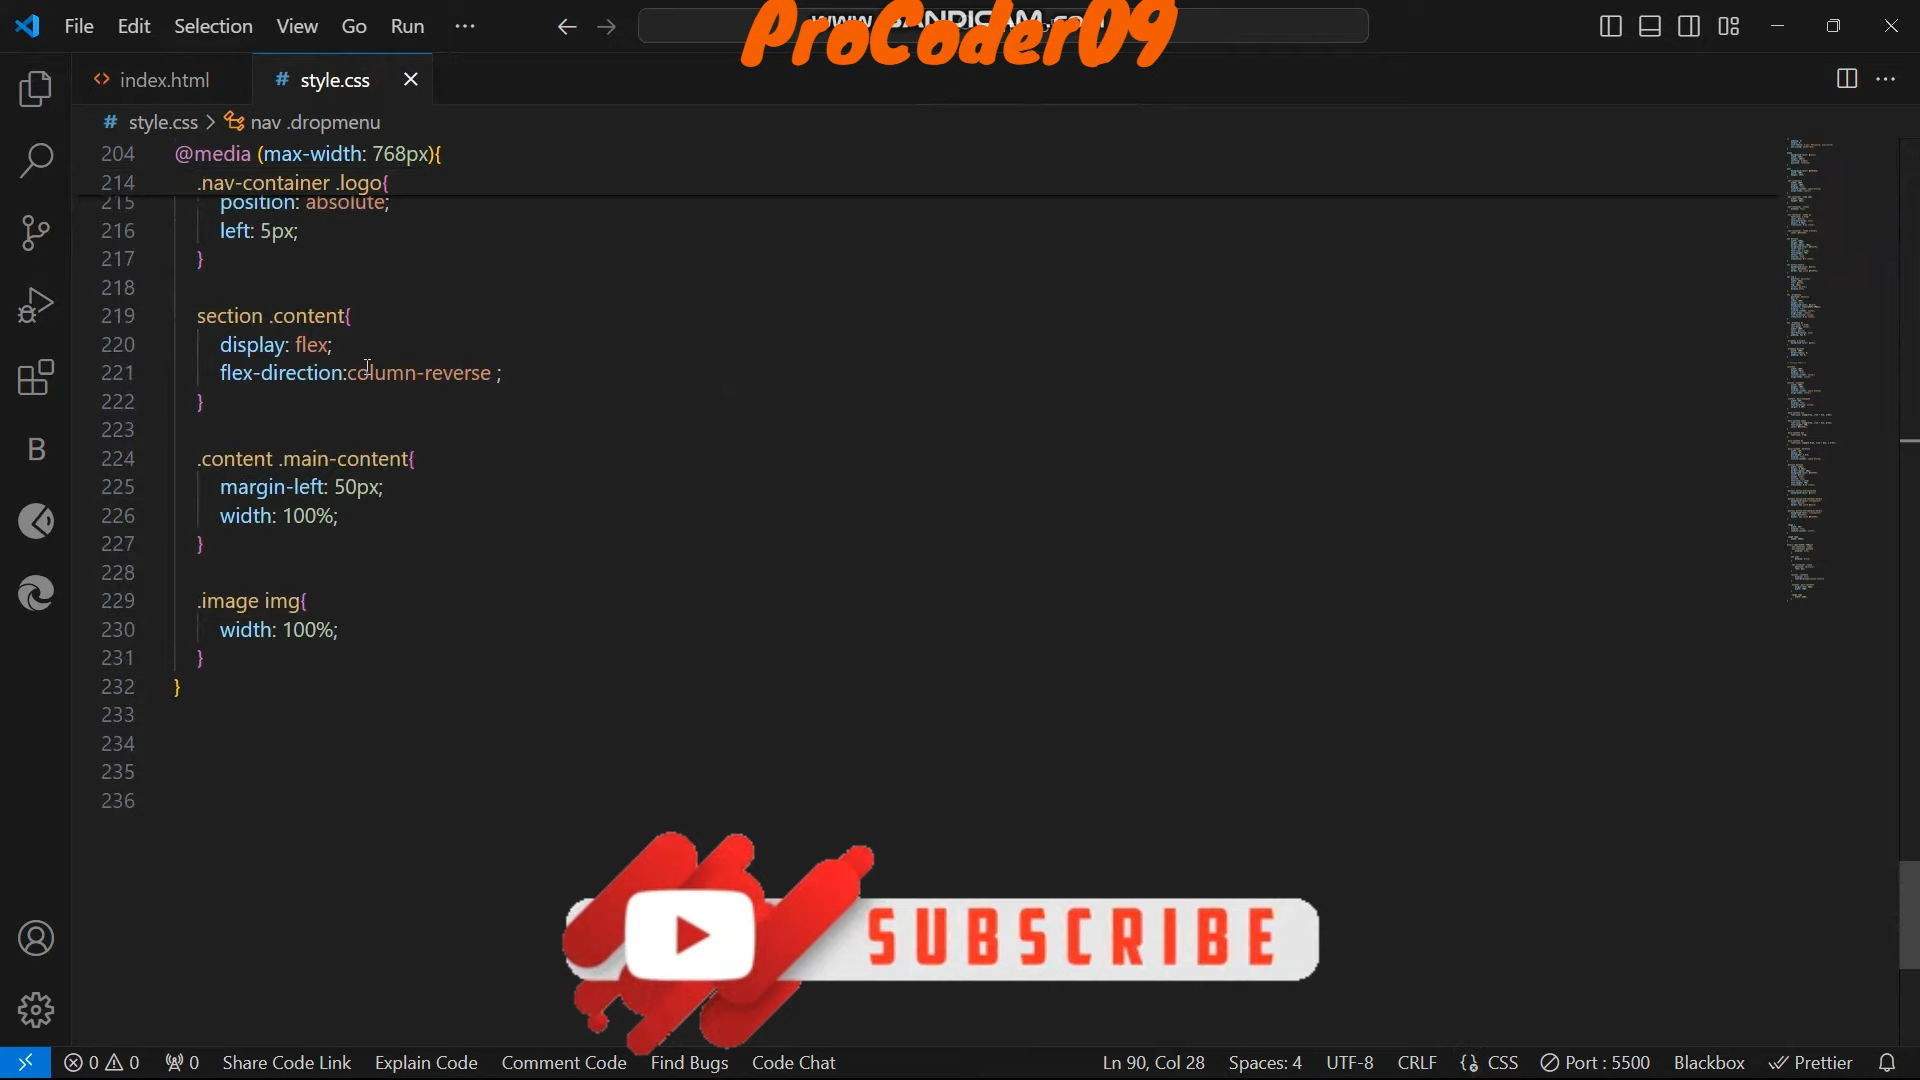 File Edit Selection View Go Run ···
ProCoder09
index.html
# style.css
# style.css > nav .dropmenu
204 @media (max-width: 768px){
214 .nav-container .logo{
215 position: absolute;
216 left: 5px;
217 }
218
219 section .content{
220 display: flex;
221 flex-direction:column-reverse ;
222 }
223
224 .content .main-content{
225 margin-left: 50px;
226 width: 100%;
227 }
228
229 .image img{
230 width: 100%;
231 }
232 }
233
234
235
236
B
SUBSCRIBE
0 0 0 Share Code Link Explain Code Comment Code Find Bugs Code Chat Ln 90, Col 28 Spaces: 4 UTF-8 CRLF {} CSS Port : 5500 Blackbox Prettier